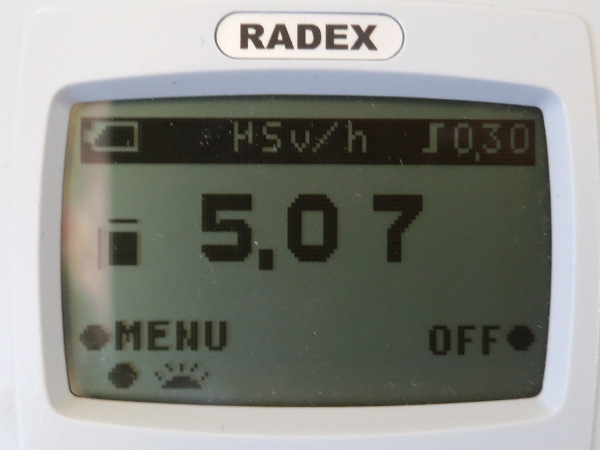 RADEX
µSv/h 0,30
5,07
MENU OFF